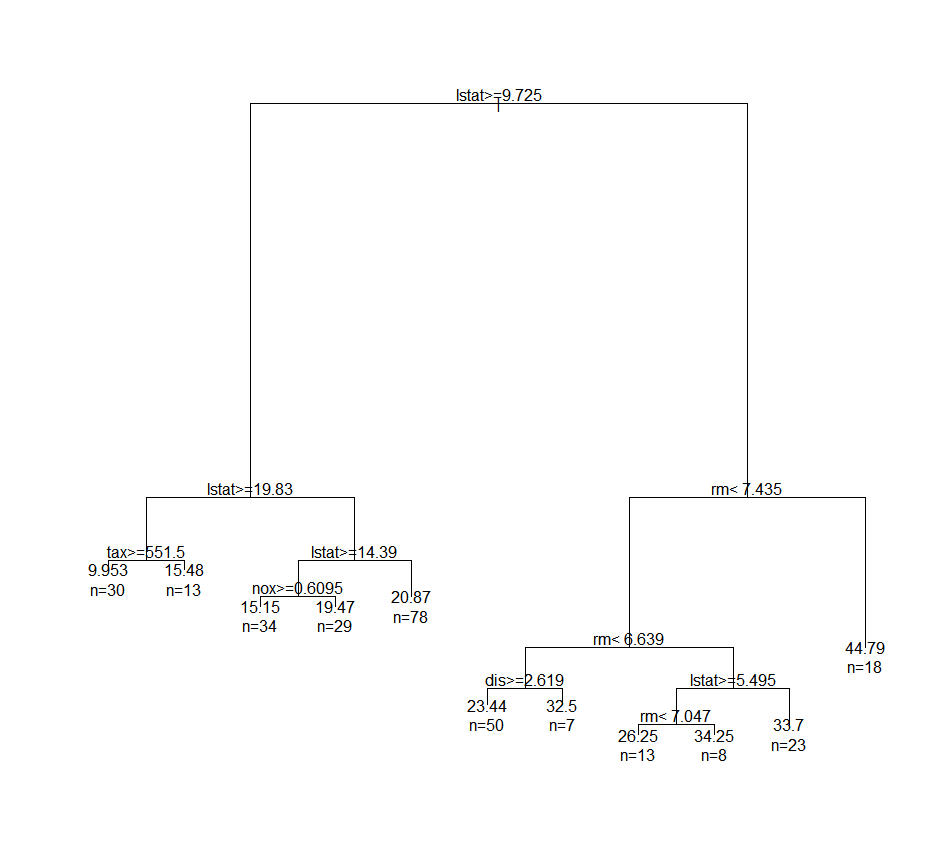 lstat>=9.725
lstat>=19.83
rm< 7.435
tax>=551.5
lstat>=14.39
9.953
n=30
15.48
n=13
nox>=0.6095
15.15
n=34
19.47
n=29
20.87
n=78
rm< 6.639
44.79
n=18
dis>=2.619
lstat>=5.495
23.44
n=50
32.5
n=7
rm< 7.047
26.25
n=13
34.25
n=8
33.7
n=23